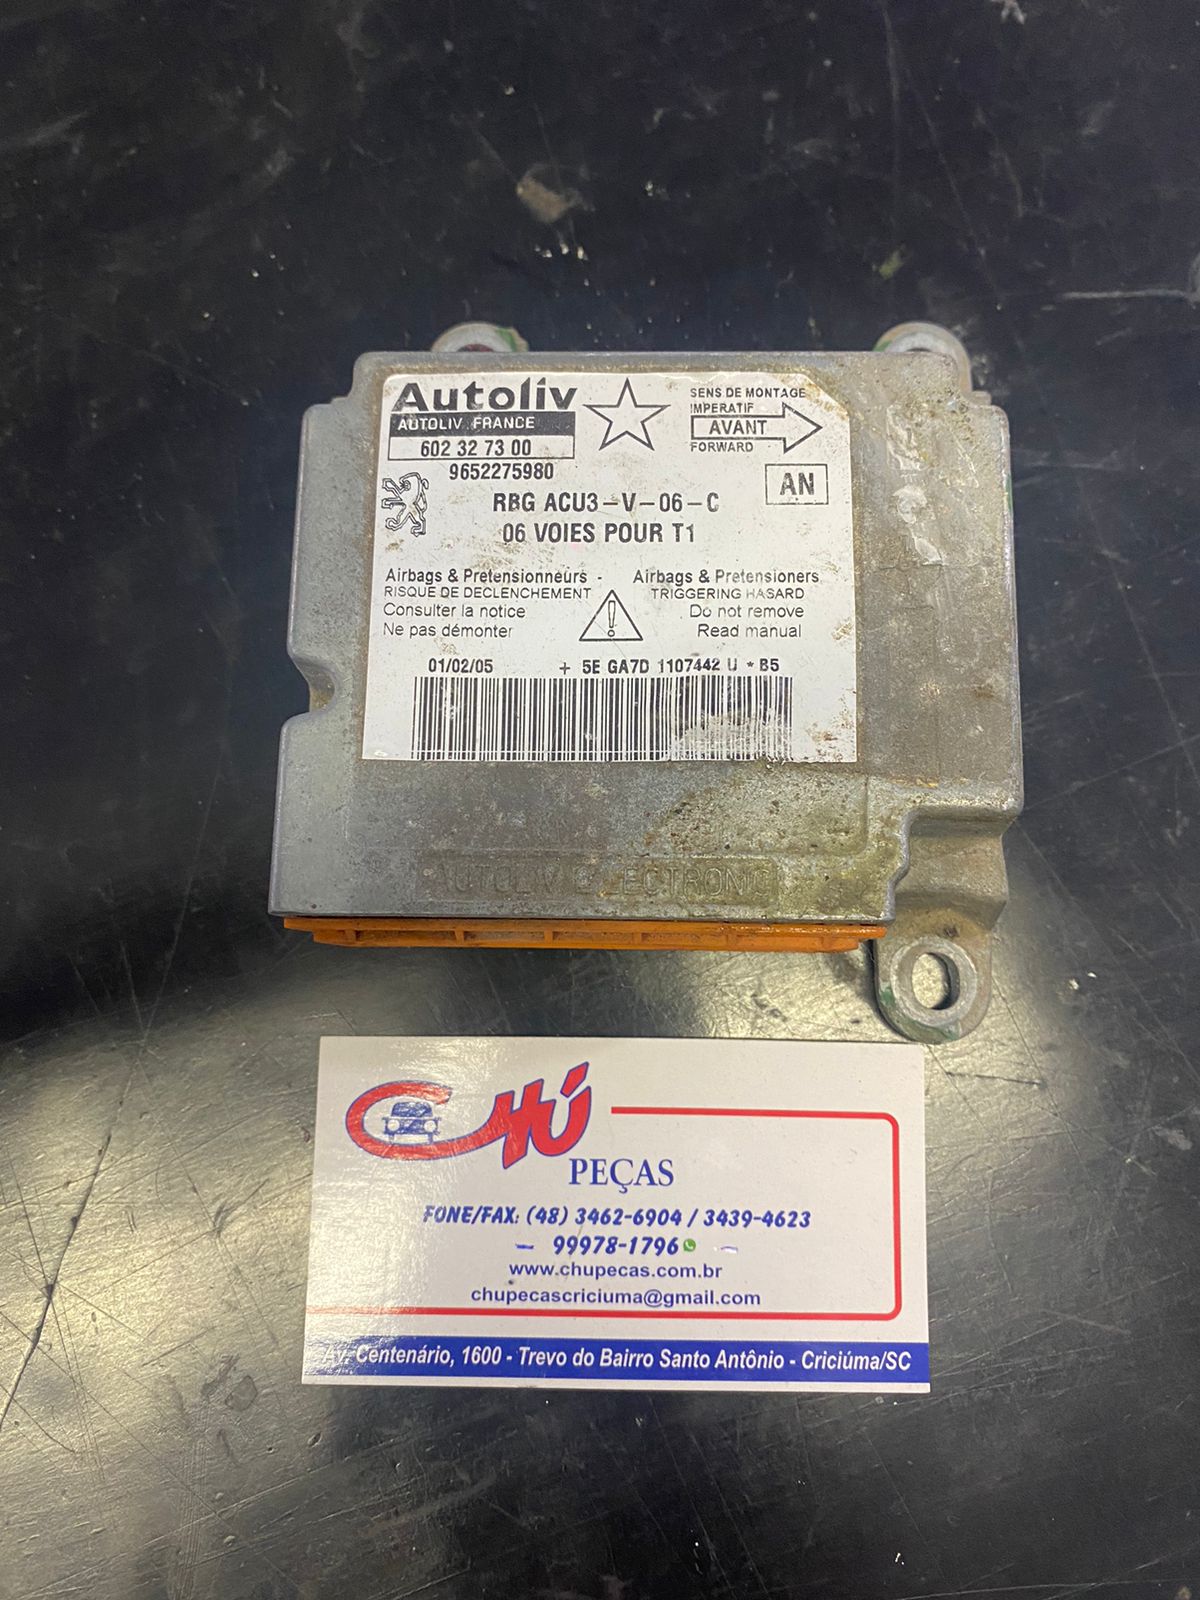 Autoliv
AUTOLIV FRANCE
602 32 73 00
9652275980
SENS DE MONTAGE
IMPERATIF
AVANT
FORWARD
AN
RBG ACU3-V-06-C
06 VOIES POUR T1
Airbags & Pretensionneurs -
RISQUE DE DECLENCHEMENT
Consulter la notice
Ne pas démonter
Airbags & Pretensioners
TRIGGERING HASARD
Do not remove
Read manual
01/02/05 + 5E GA7D 1107442 U * B5
AUTOLIV ELECTRONIC
CHÚ
PEÇAS
FONE/FAX: (48) 3462-6904 / 3439-4623
99978-1796
www.chupecas.com.br
chupecascriciuma@gmail.com
Av. Centenário, 1600 - Trevo do Bairro Santo Antônio - Criciúma/SC